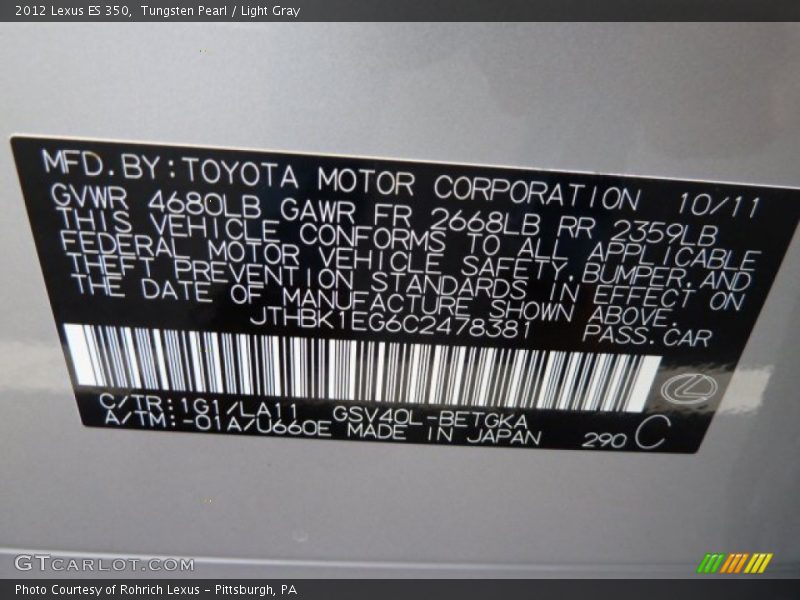 2012 Lexus ES 350,  Tungsten Pearl / Light Gray
MFD.BY:TOYOTA MOTOR CORPORATION 10/11
GVWR 4680LB GAWR FR 2668LB RR 2359LB
THIS VEHICLE CONFORMS TO ALL APPLICABLE
FEDERAL MOTOR VEHICLE SAFETY,BUMPER,AND
THEFT PREVENTION STANDARDS IN EFFECT ON
THE DATE OF MANUFACTURE SHOWN ABOVE.
JTHBK1EG6C2478381 PASS.CAR
C/TR:1G1/LA11 GSV40L-BETGKA
A/TM:-01A/U660E MADE IN JAPAN 290 C
GTCARLOT.COM
Photo Courtesy of Rohrich Lexus – Pittsburgh, PA